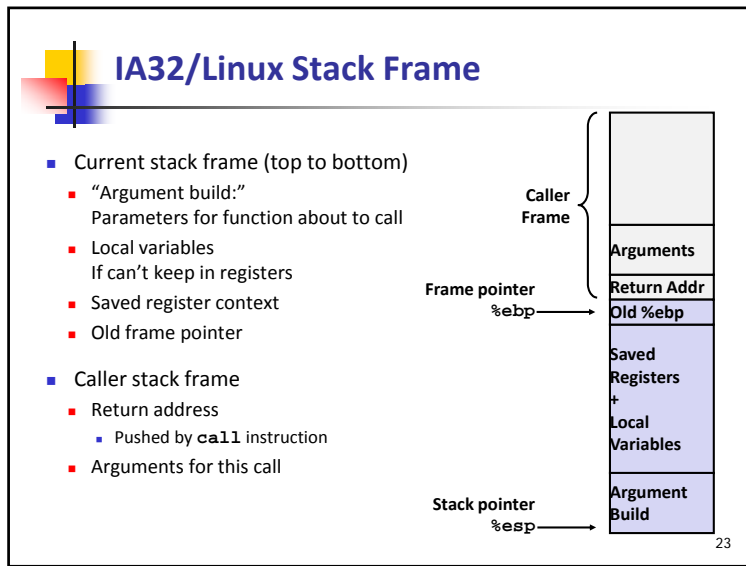 IA32/Linux Stack Frame
Current stack frame (top to bottom)
“Argument build:”
Parameters for function about to call
Local variables
If can’t keep in registers
Saved register context
Old frame pointer
Caller stack frame
Return address
Pushed by call instruction
Arguments for this call
Caller
Frame
Frame pointer
%ebp
Stack pointer
%esp
Arguments
Return Addr
Old %ebp
Saved
Registers
+
Local
Variables
Argument
Build
23